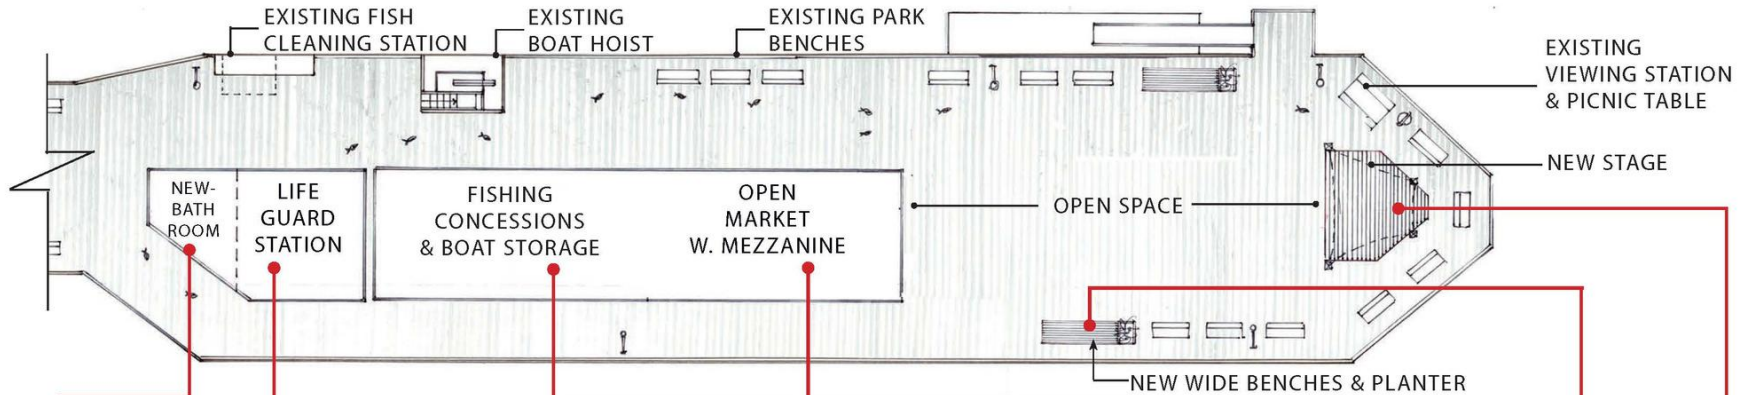 EXISTING FISH
CLEANING STATION
EXISTING
BOAT HOIST
EXISTING PARK
BENCHES
EXISTING
VIEWING STATION
& PICNIC TABLE
NEW STAGE
NEW-
BATH
ROOM
LIFE
GUARD
STATION
FISHING
CONCESSIONS
& BOAT STORAGE
OPEN
MARKET
W. MEZZANINE
OPEN SPACE
NEW WIDE BENCHES & PLANTER